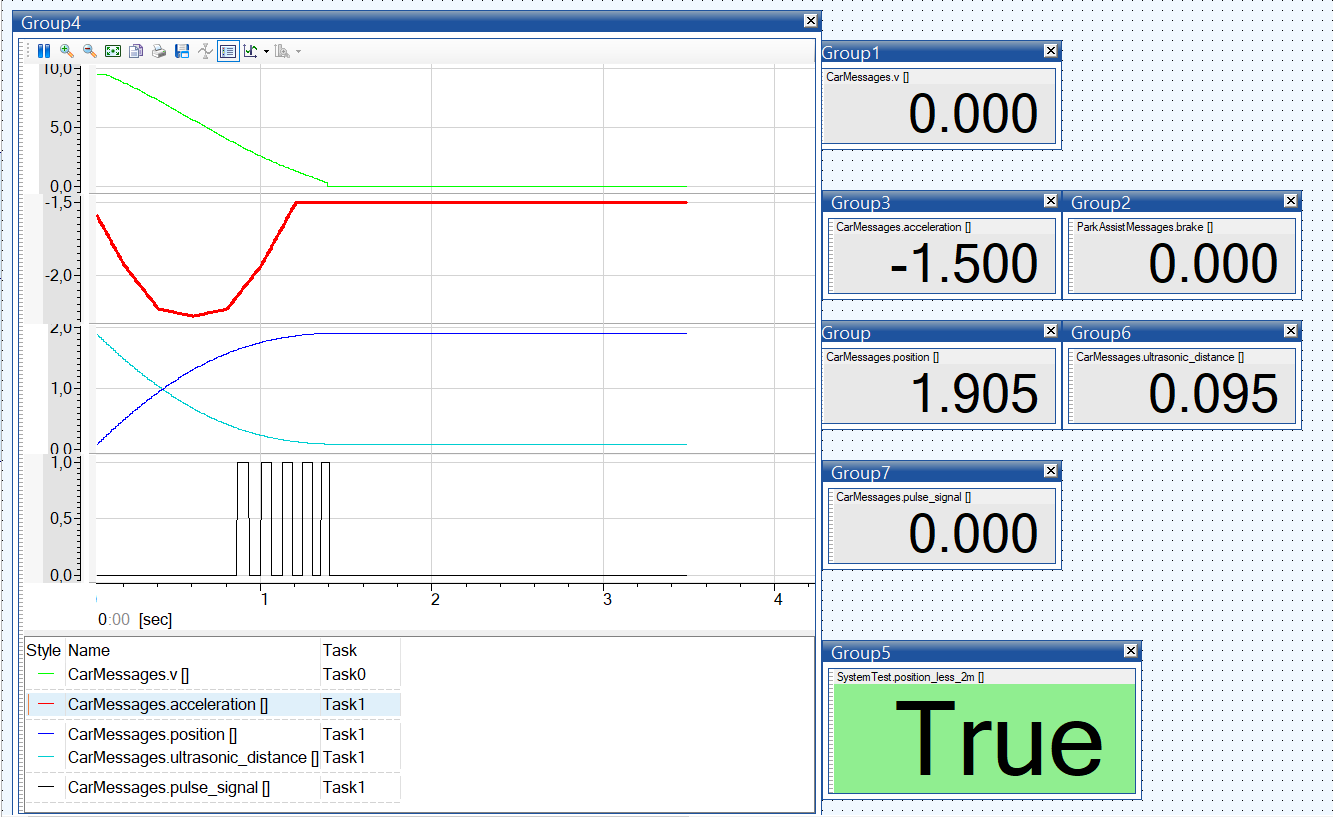 Group4
10,0
5,0
0,0
-1,5
-2,0
2,0
1,0
0,0
1,0
0,5
0,0
1 2 3 4
0:00 [sec]
Style Name Task
CarMessages.v [] Task0
CarMessages.acceleration [] Task1
CarMessages.position [] Task1
CarMessages.ultrasonic_distance [] Task1
CarMessages.pulse_signal [] Task1
Group1
CarMessages.v []
0.000
Group3
CarMessages.acceleration []
-1.500
Group2
ParkAssistMessages.brake []
0.000
Group
CarMessages.position []
1.905
Group6
CarMessages.ultrasonic_distance []
0.095
Group7
CarMessages.pulse_signal []
0.000
Group5
SystemTest.position_less_2m []
True